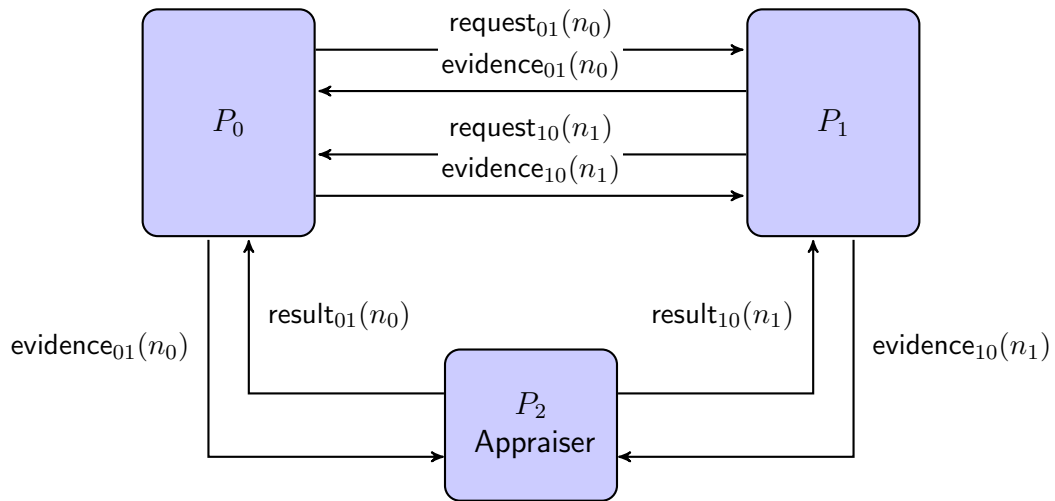 request₀₁(n₀)
evidence₀₁(n₀)
P₀
P₁
request₁₀(n₁)
evidence₁₀(n₁)
result₀₁(n₀)
result₁₀(n₁)
evidence₀₁(n₀)
evidence₁₀(n₁)
P₂
Appraiser